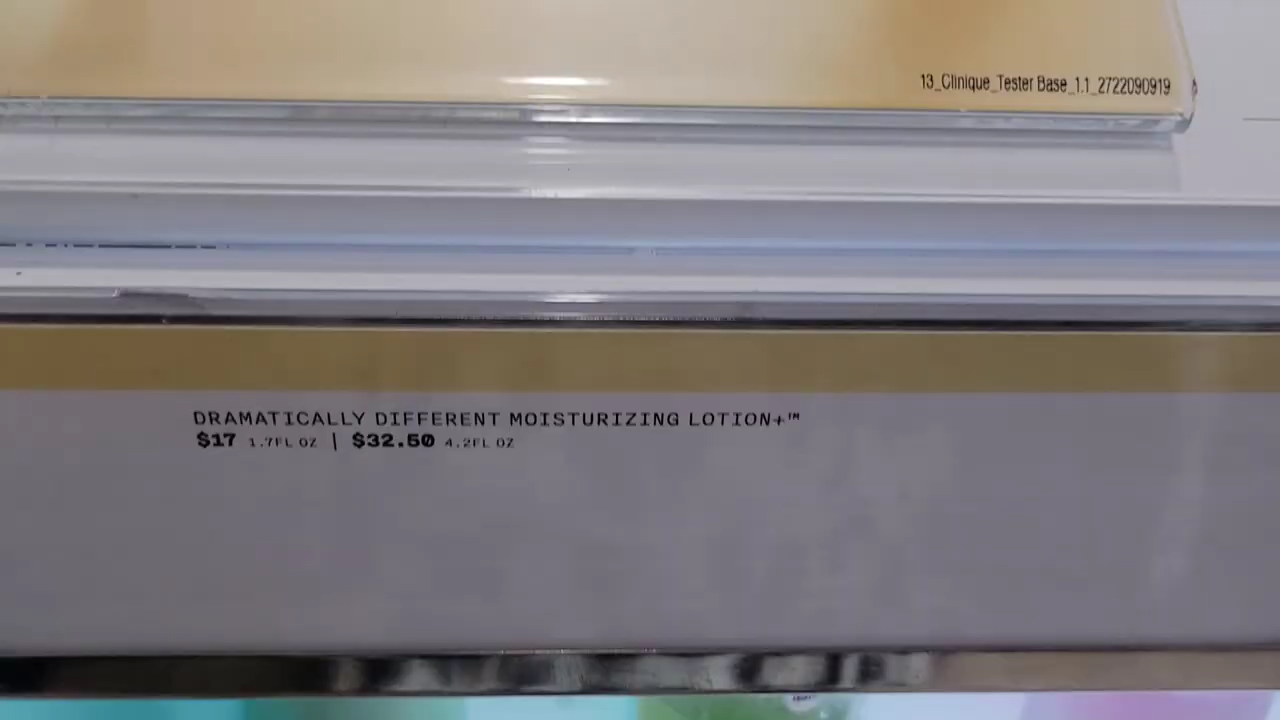 13_Clinique_Tester Base_1.1_2722090919
DRAMATICALLY DIFFERENT MOISTURIZING LOTION+™
$17 1.7FL OZ | $32.50 4.2FL OZ